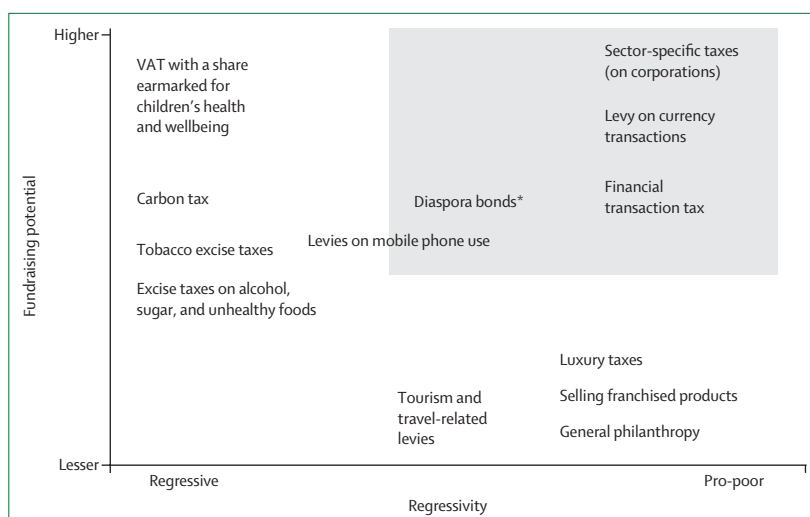 Higher
VAT with a share
earmarked for
children's health
and wellbeing
Sector-specific taxes
(on corporations)
Levy on currency
transactions
Fundraising potential
Carbon tax
Diaspora bonds*
Financial
transaction tax
Tobacco excise taxes
Levies on mobile phone use
Excise taxes on alcohol,
sugar, and unhealthy foods
Luxury taxes
Tourism and
travel-related
levies
Selling franchised products
General philanthropy
Lesser
Regressive
Pro-poor
Regressivity